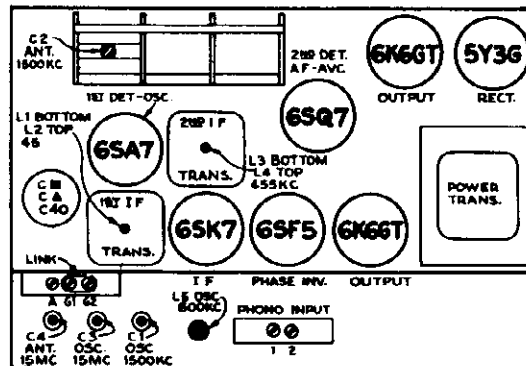 C2
ANT.
1500KC
1ST DET-OSC.
2ND DET.
AF-AVC.
6K6GT
5Y3G
OUTPUT
RECT.
6SQ7
L1 BOTTOM
L2 TOP
6SA7
2ND IF
TRANS.
L3 BOTTOM
L4 TOP
455KC
POWER
TRANS.
C ■
C ▲
C40
1ST IF
TRANS.
6SK7
6SF5
6K6GT
LINK
IF
PHASE INV.
OUTPUT
A G1 G2
L5 OSC
600KC
PHONO INPUT
1 2
C4
ANT.
15MC
OSC.
15MC
OSC
1500KC